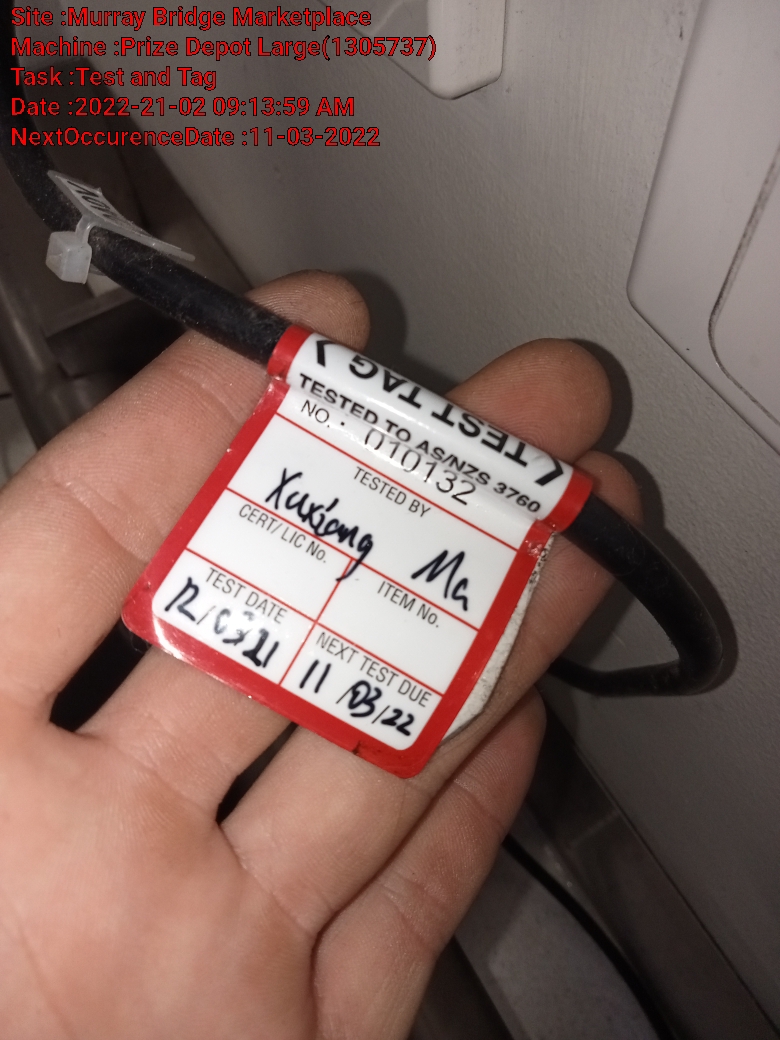 Site :Murray Bridge Marketplace
Machine :Prize Depot Large(1305737)
Task :Test and Tag
Date :2022-21-02 09:13:59 AM
NextOccurenceDate :11-03-2022
TEST TAG
TESTED TO AS/NZS 3760
NO. 010132
TESTED BY
Xuxiang Ma
CERT/ LIC No.
ITEM No.
TEST DATE
12/03/21
NEXT TEST DUE
11/03/22